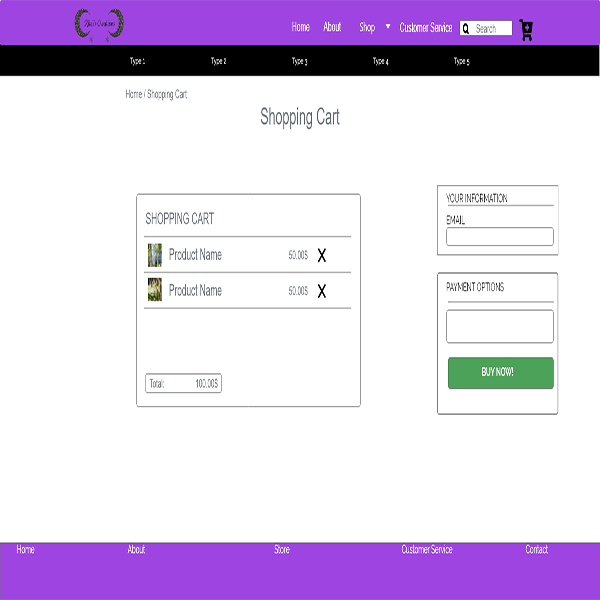 Home About Shop Customer Service Search
Type 1 Type 2 Type 3 Type 4 Type 5
Home / Shopping Cart
Shopping Cart
SHOPPING CART
Product Name 50.00$ X
Product Name 50.00$ X
Total: 100.00$
YOUR INFORMATION
EMAIL
PAYMENT OPTIONS
BUY NOW!
Home About Store Customer Service Contact